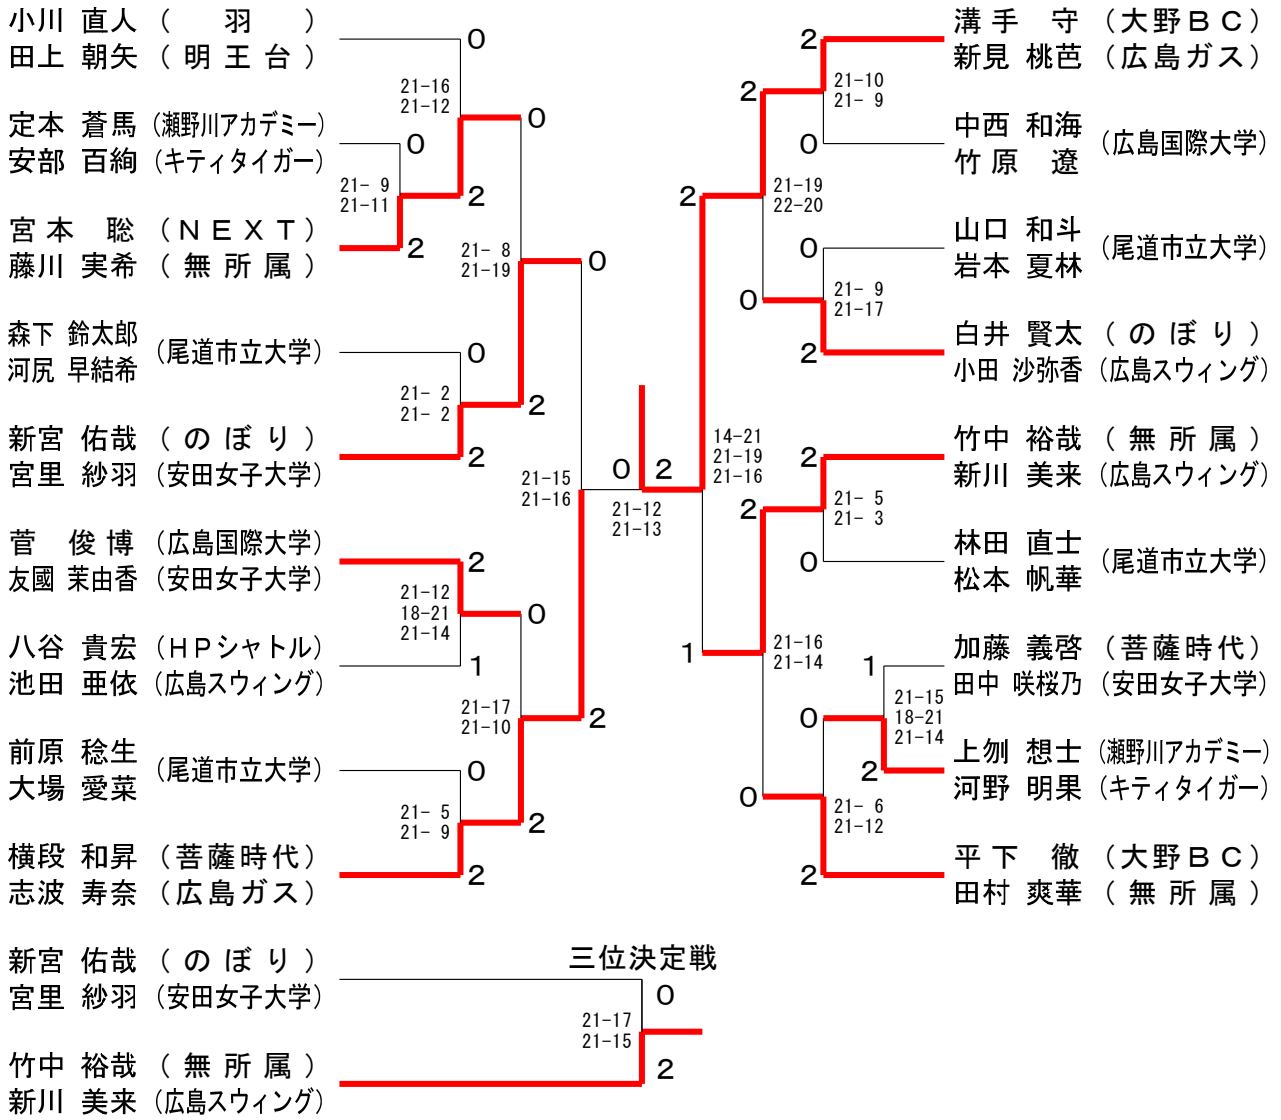 小川 直人 ( 羽 )
田上 朝矢 ( 明 王 台 )
定本 蒼馬 (瀬野川アカデミー)
安部 百絢 (キティタイガー)
宮 本 聡 ( N E X T )
藤川 実希 ( 無 所 属 )
森下 鈴太郎 (尾道市立大学)
河尻 早結希
新宮 佑哉 ( の ぼ り )
宮里 紗羽 (安田女子大学)
菅 俊 博 (広島国際大学)
友國 茉由香 (安田女子大学)
八谷 貴宏 (HPシャトル)
池田 亜依 (広島スウィング)
前原 稔生 (尾道市立大学)
大場 愛菜
横段 和昇 (菩薩時代)
志波 寿奈 (広島ガス)
0
21-16
21-12
0
0
21- 9
21-11
2
2
21- 8
21-19
0
0
21- 2
21- 2
2
2
21-15
21-16
2
21-12
18-21
21-14
0
1
21-17
21-10
2
0
21- 5
21- 9
2
2
0 2
21-12
21-13
2
21-10
21- 9
2
0
21-19
22-20
2
0
21- 9
21-17
0
2
14-21
21-19
21-16
2
21- 5
21- 3
2
0
1
21-16
21-14
1
21-15
18-21
21-14
0
2
0
21- 6
21-12
2
溝 手 守 (大野BC)
新見 桃芭 (広島ガス)
中西 和海 (広島国際大学)
竹 原 遼
山口 和斗 (尾道市立大学)
岩本 夏林
白井 賢太 ( の ぼ り )
小田 沙弥香 (広島スウィング)
竹中 裕哉 ( 無 所 属 )
新川 美来 (広島スウィング)
林田 直士 (尾道市立大学)
松本 帆華
加藤 義啓 (菩薩時代)
田中 咲桜乃 (安田女子大学)
上刎 想士 (瀬野川アカデミー)
河野 明果 (キティタイガー)
平 下 徹 (大野BC)
田村 爽華 ( 無 所 属 )
三位決定戦
新宮 佑哉 ( の ぼ り )
宮里 紗羽 (安田女子大学)
0
21-17
21-15
2
竹中 裕哉 ( 無 所 属 )
新川 美来 (広島スウィング)